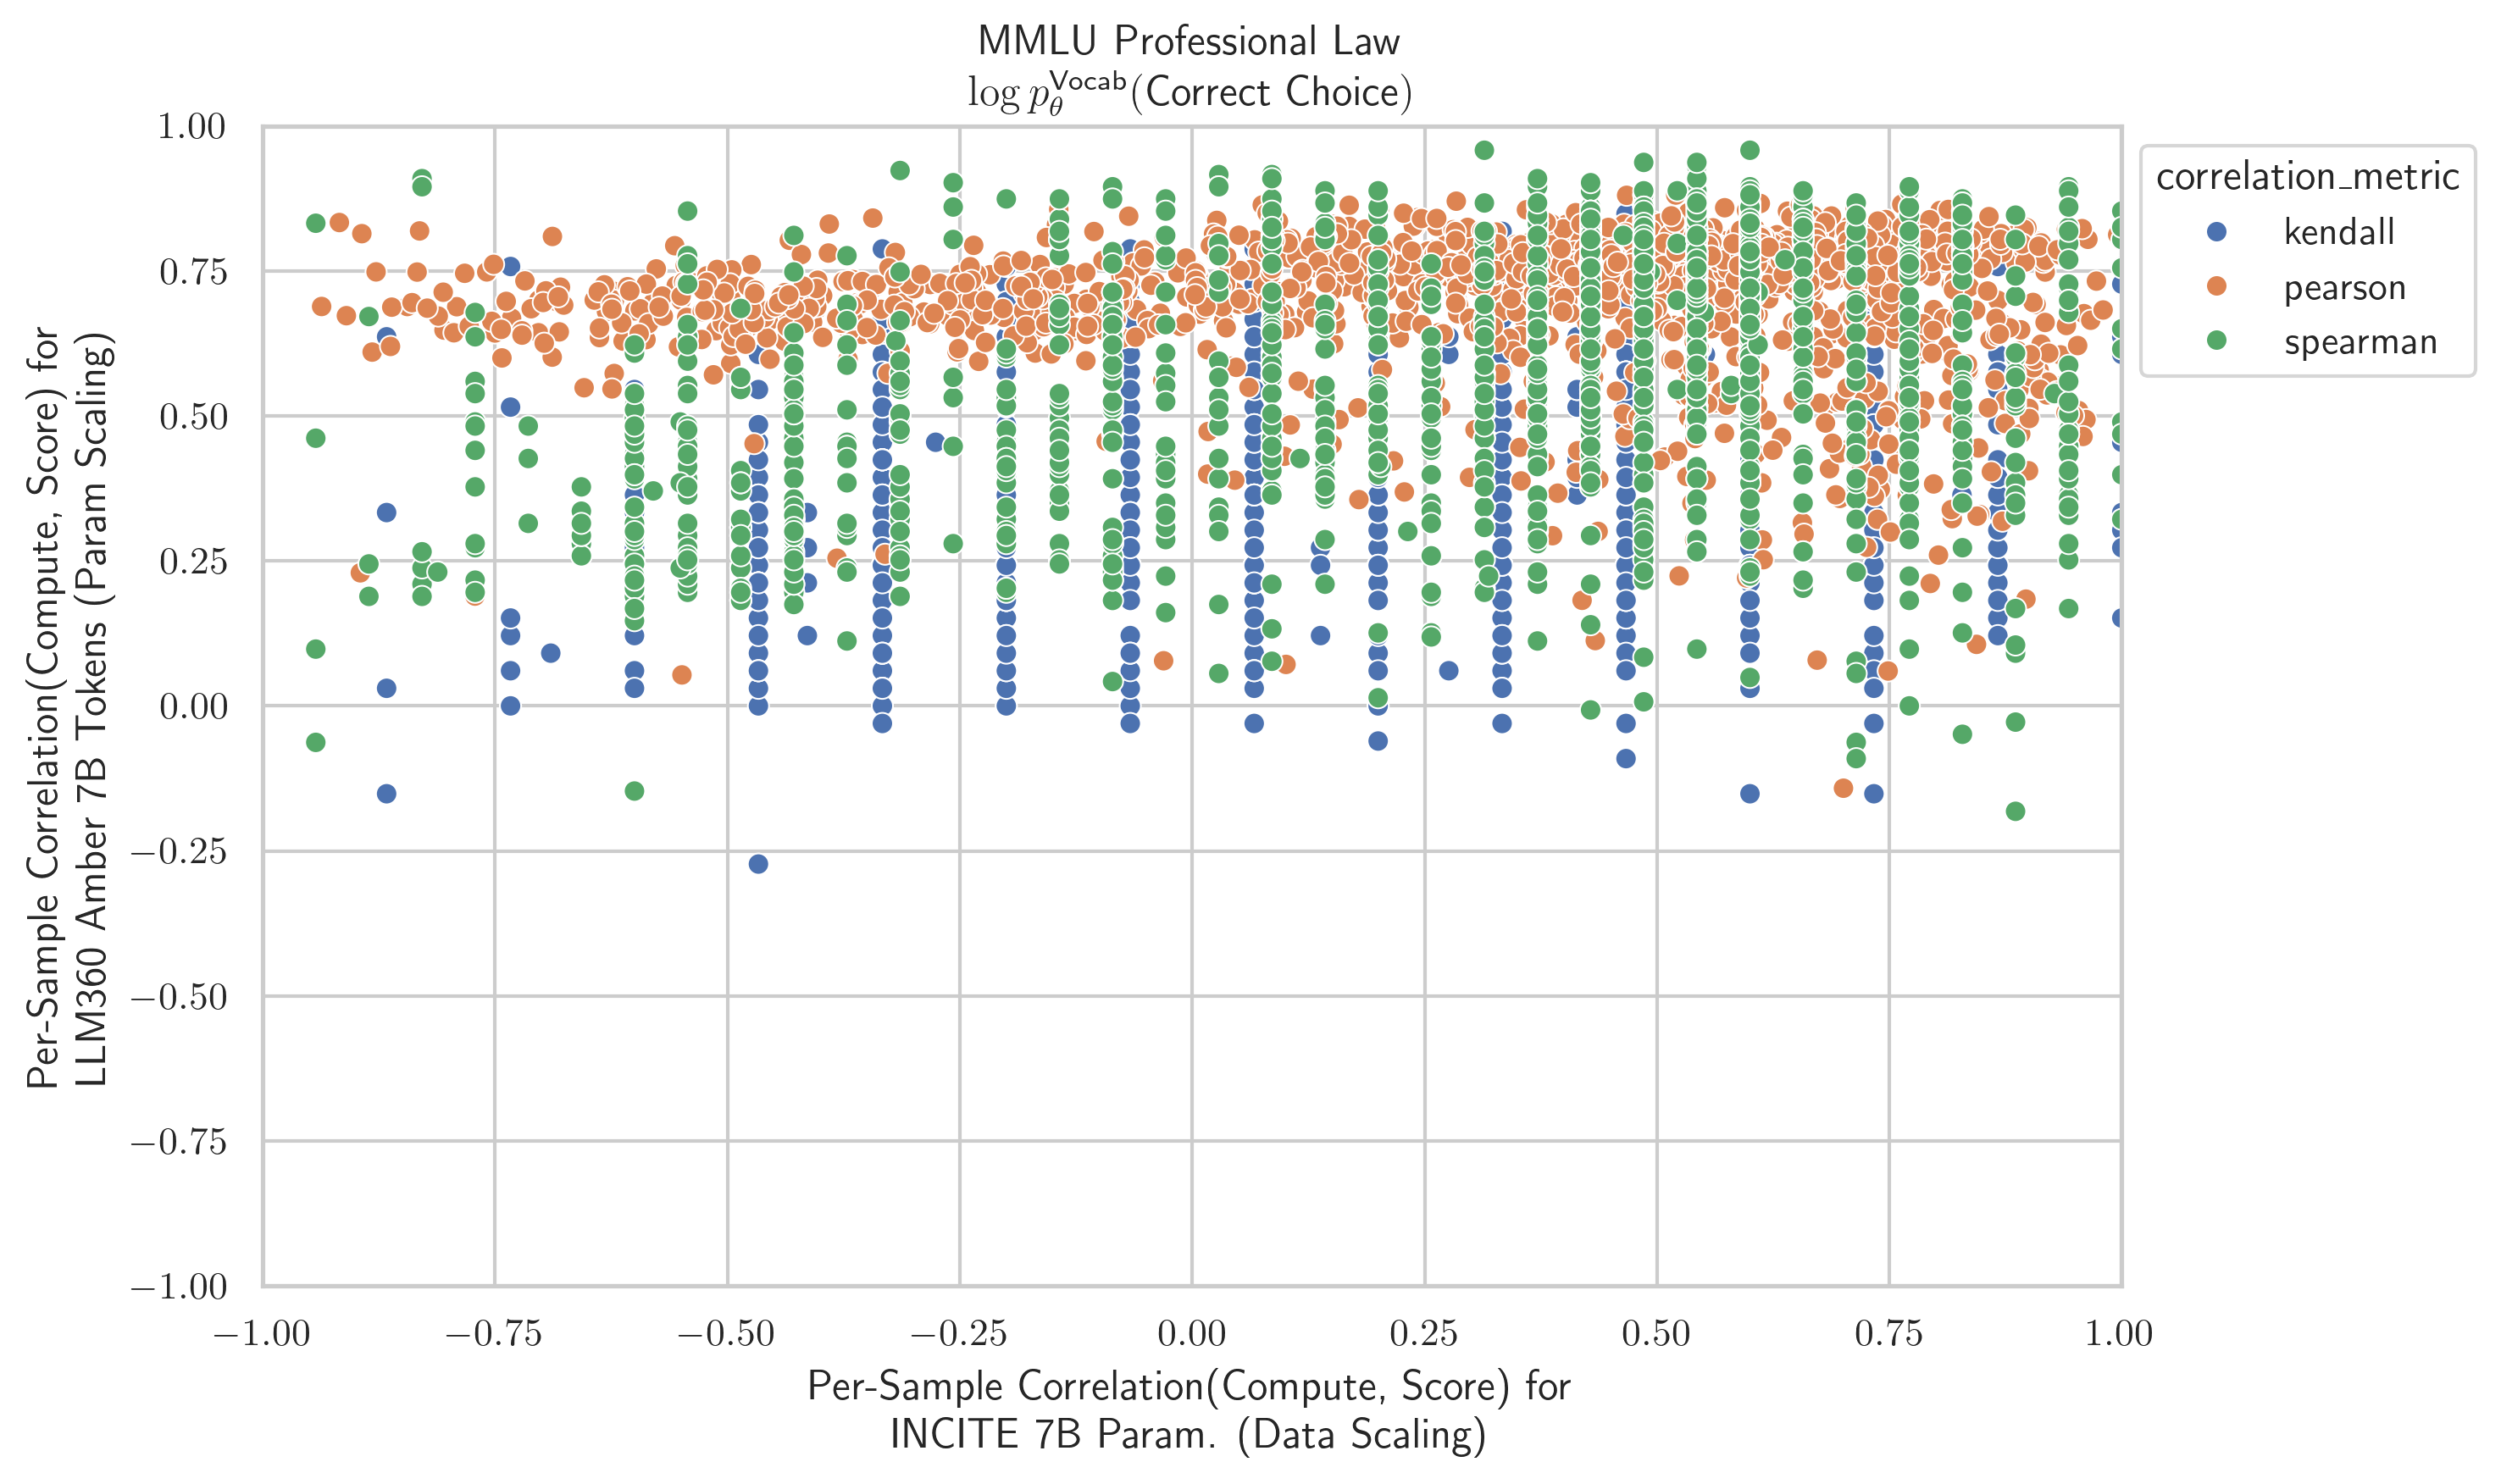 MMLU Professional Law
log p_θ^Vocab(Correct Choice)
1.00
0.75
0.50
0.25
0.00
−0.25
−0.50
−0.75
−1.00
Per-Sample Correlation(Compute, Score) for
LLM360 Amber 7B Tokens (Param Scaling)
correlation_metric
kendall
pearson
spearman
−1.00 −0.75 −0.50 −0.25 0.00 0.25 0.50 0.75 1.00
Per-Sample Correlation(Compute, Score) for
INCITE 7B Param. (Data Scaling)